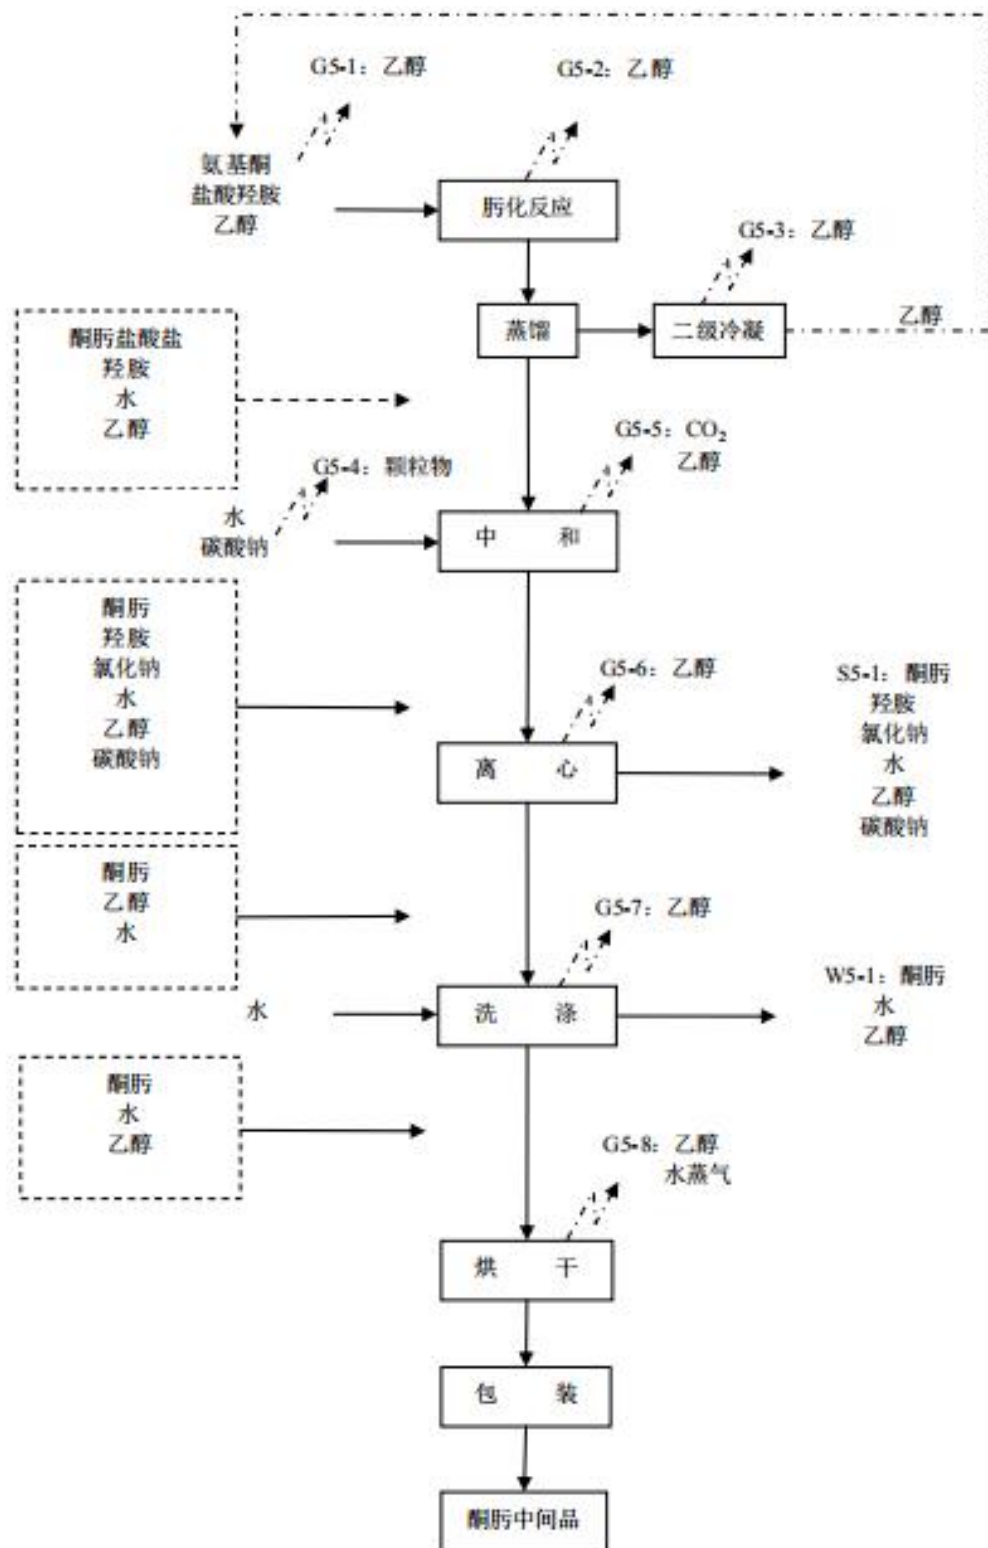 G5-1：乙醇
G5-2：乙醇
氨基酮
盐酸羟胺
乙醇
肟化反应
G5-3：乙醇
蒸馏
二级冷凝
乙醇
酮肟盐酸盐
羟胺
水
乙醇
G5-5：CO₂
乙醇
G5-4：颗粒物
水
碳酸钠
中 和
酮肟
羟胺
氯化钠
水
乙醇
碳酸钠
G5-6：乙醇
离 心
S5-1：酮肟
羟胺
氯化钠
水
乙醇
碳酸钠
酮肟
乙醇
水
G5-7：乙醇
水
洗 涤
W5-1：酮肟
水
乙醇
酮肟
水
乙醇
G5-8：乙醇
水蒸气
烘 干
包 装
酮肟中间品